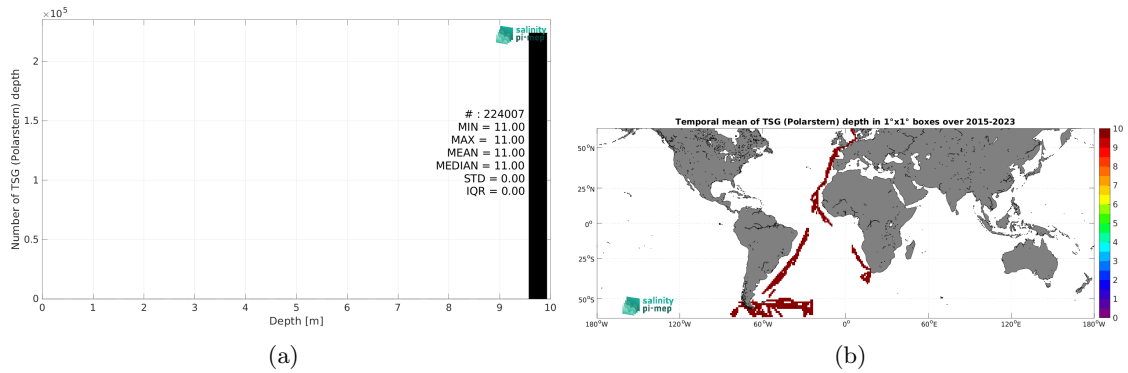 ×10⁵
salinity
pi-mep
2
1.5
1
0.5
0
Number of TSG (Polarstern) depth
# : 224007
MIN = 11.00
MAX = 11.00
MEAN = 11.00
MEDIAN = 11.00
STD = 0.00
IQR = 0.00
0 1 2 3 4 5 6 7 8 9 10
Depth [m]
(a)
Temporal mean of TSG (Polarstern) depth in 1°x1° boxes over 2015-2023
50°N
25°N
0°
25°S
50°S
salinity
pi-mep
180°W 120°W 60°W 0° 60°E 120°E 180°E
10
9
8
7
6
5
4
3
2
1
0
(b)